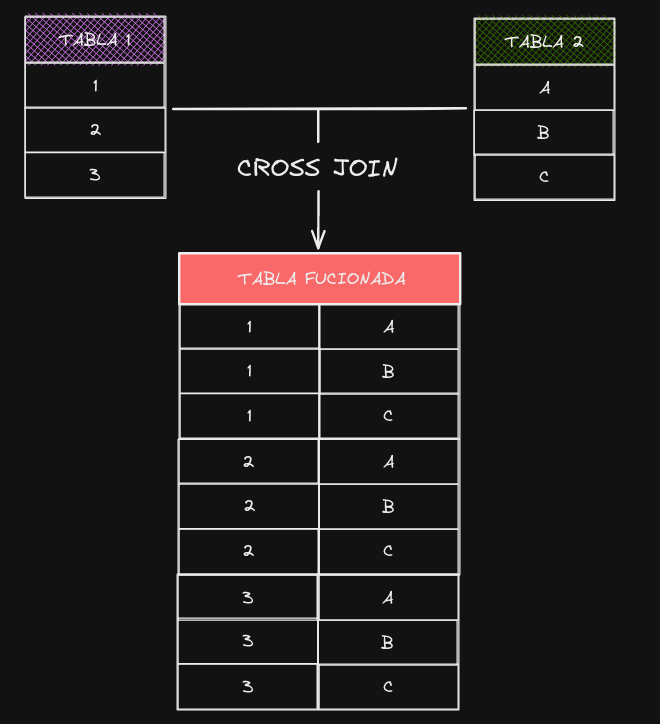 TABLA 1
1
2
3
TABLA 2
A
B
C
CROSS JOIN
TABLA FUCIONADA
1 A
1 B
1 C
2 A
2 B
2 C
3 A
3 B
3 C